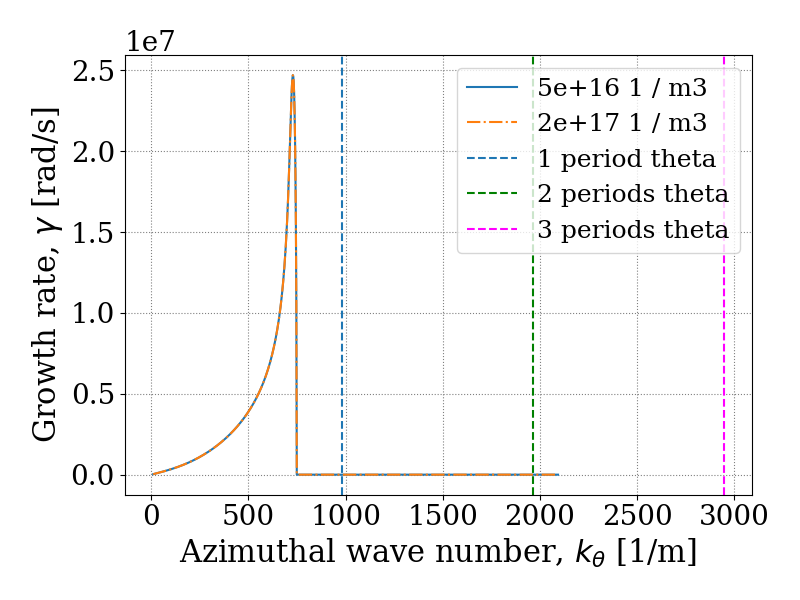 1e7
2.5
2.0
1.5
1.0
0.5
0.0
Growth rate, γ [rad/s]
5e+16 1 / m3
2e+17 1 / m3
1 period theta
2 periods theta
3 periods theta
0 500 1000 1500 2000 2500 3000
Azimuthal wave number, kθ [1/m]